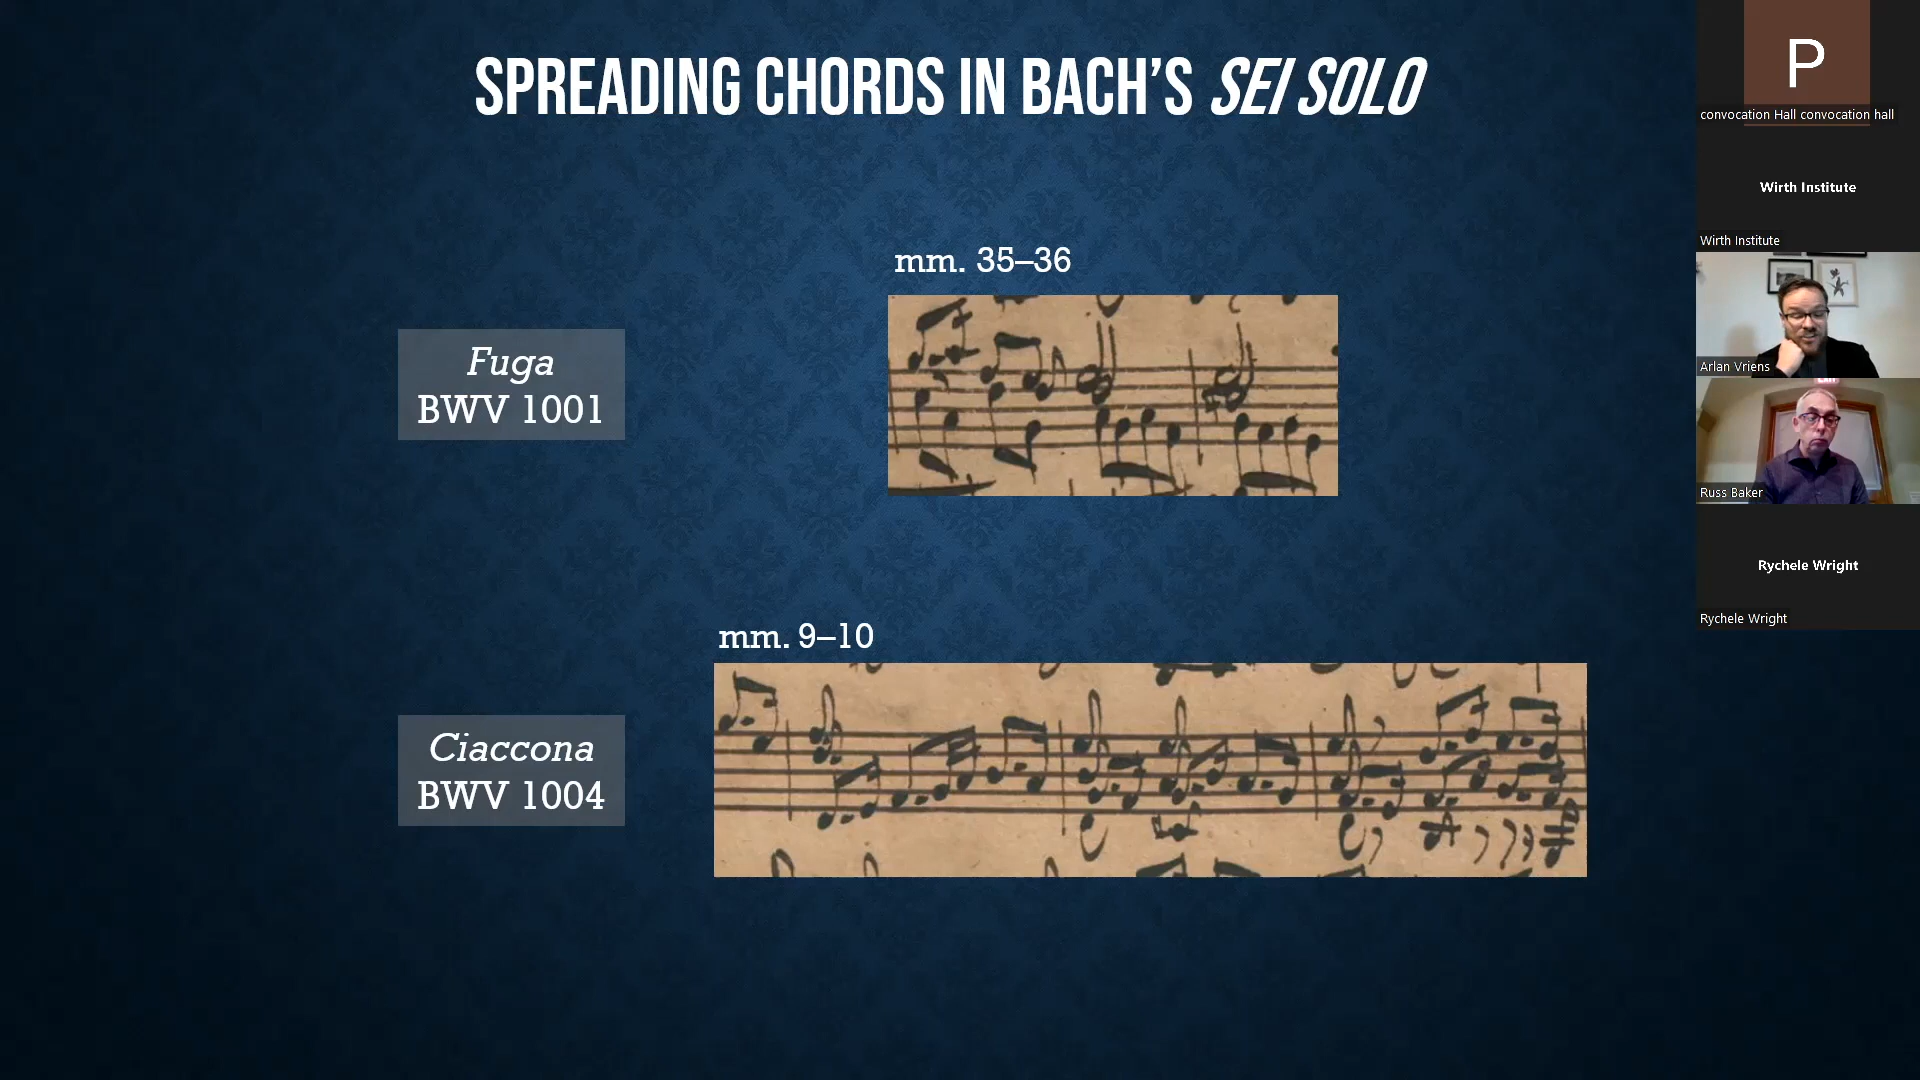 SPREADING CHORDS IN BACH’S SEI SOLO
mm. 35–36
Fuga
BWV 1001
mm. 9–10
Ciaccona
BWV 1004
P
convocation Hall convocation hall
Wirth Institute
Wirth Institute
Arlan Vriens
Russ Baker
Rychele Wright
Rychele Wright